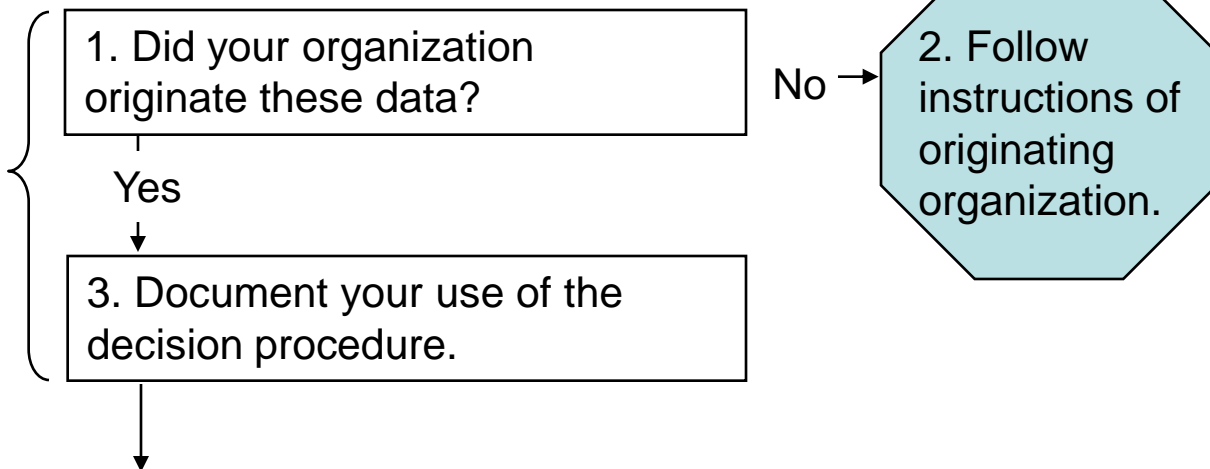 1. Did your organization
originate these data?
No
2. Follow
instructions of
originating
organization.
Yes
3. Document your use of the
decision procedure.